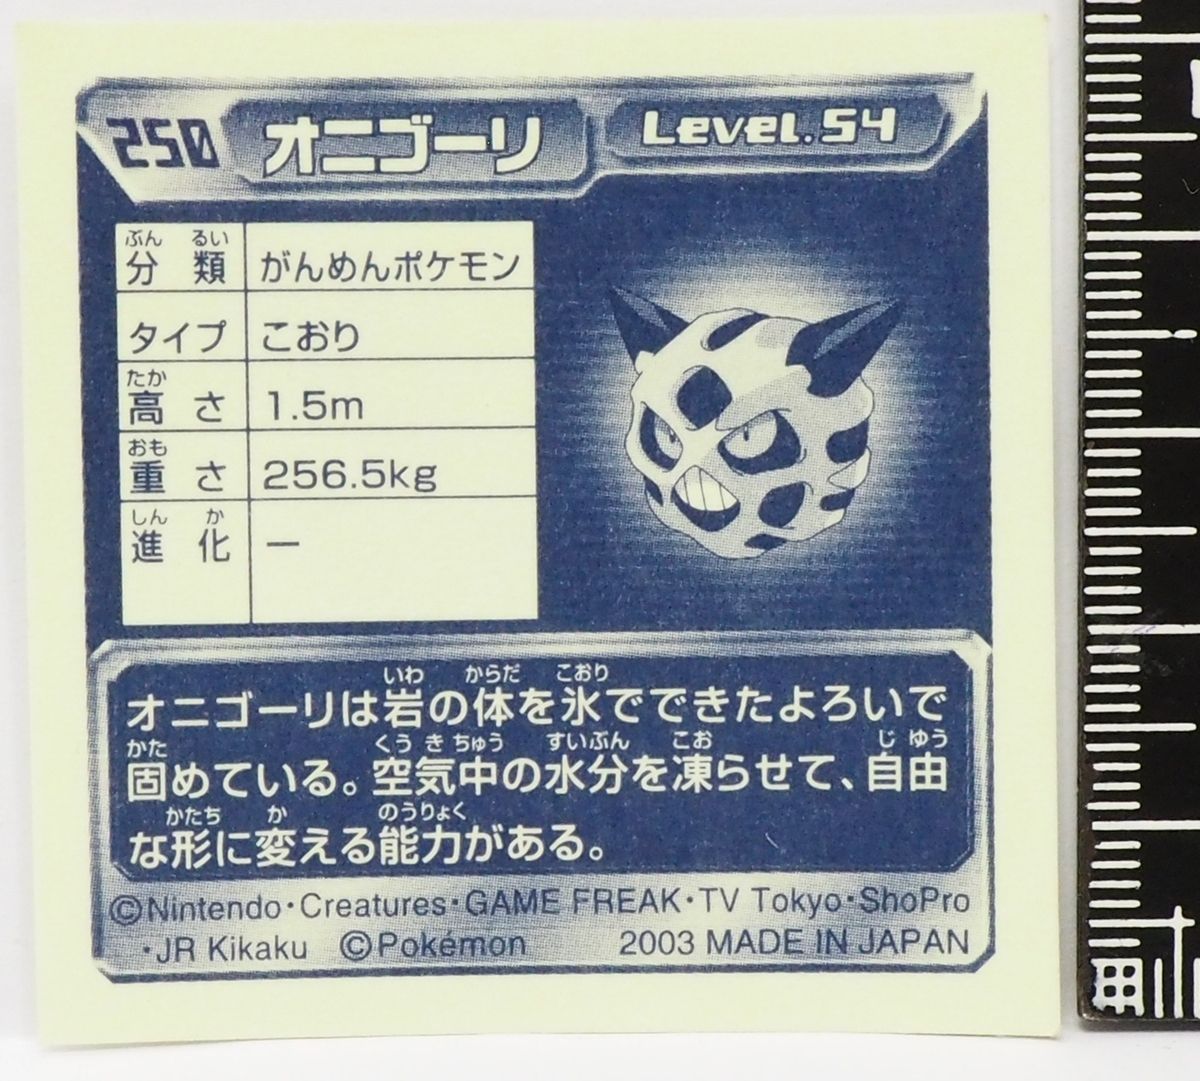 250 オニゴーリ Level.54
ぶん るい
分 類 がんめんポケモン
タイプ こおり
たか
高 さ 1.5m
おも
重 さ 256.5kg
しん か
進 化 ―
いわ からだ こおり
オニゴーリは岩の体を氷でできたよろいで
かた くう き ちゅう すいぶん こお じ ゆう
固めている。空気中の水分を凍らせて、自由
かたち か のうりょく
な形に変える能力がある。
©Nintendo・Creatures・GAME FREAK・TV Tokyo・ShoPro
・JR Kikaku ©Pokémon 2003 MADE IN JAPAN